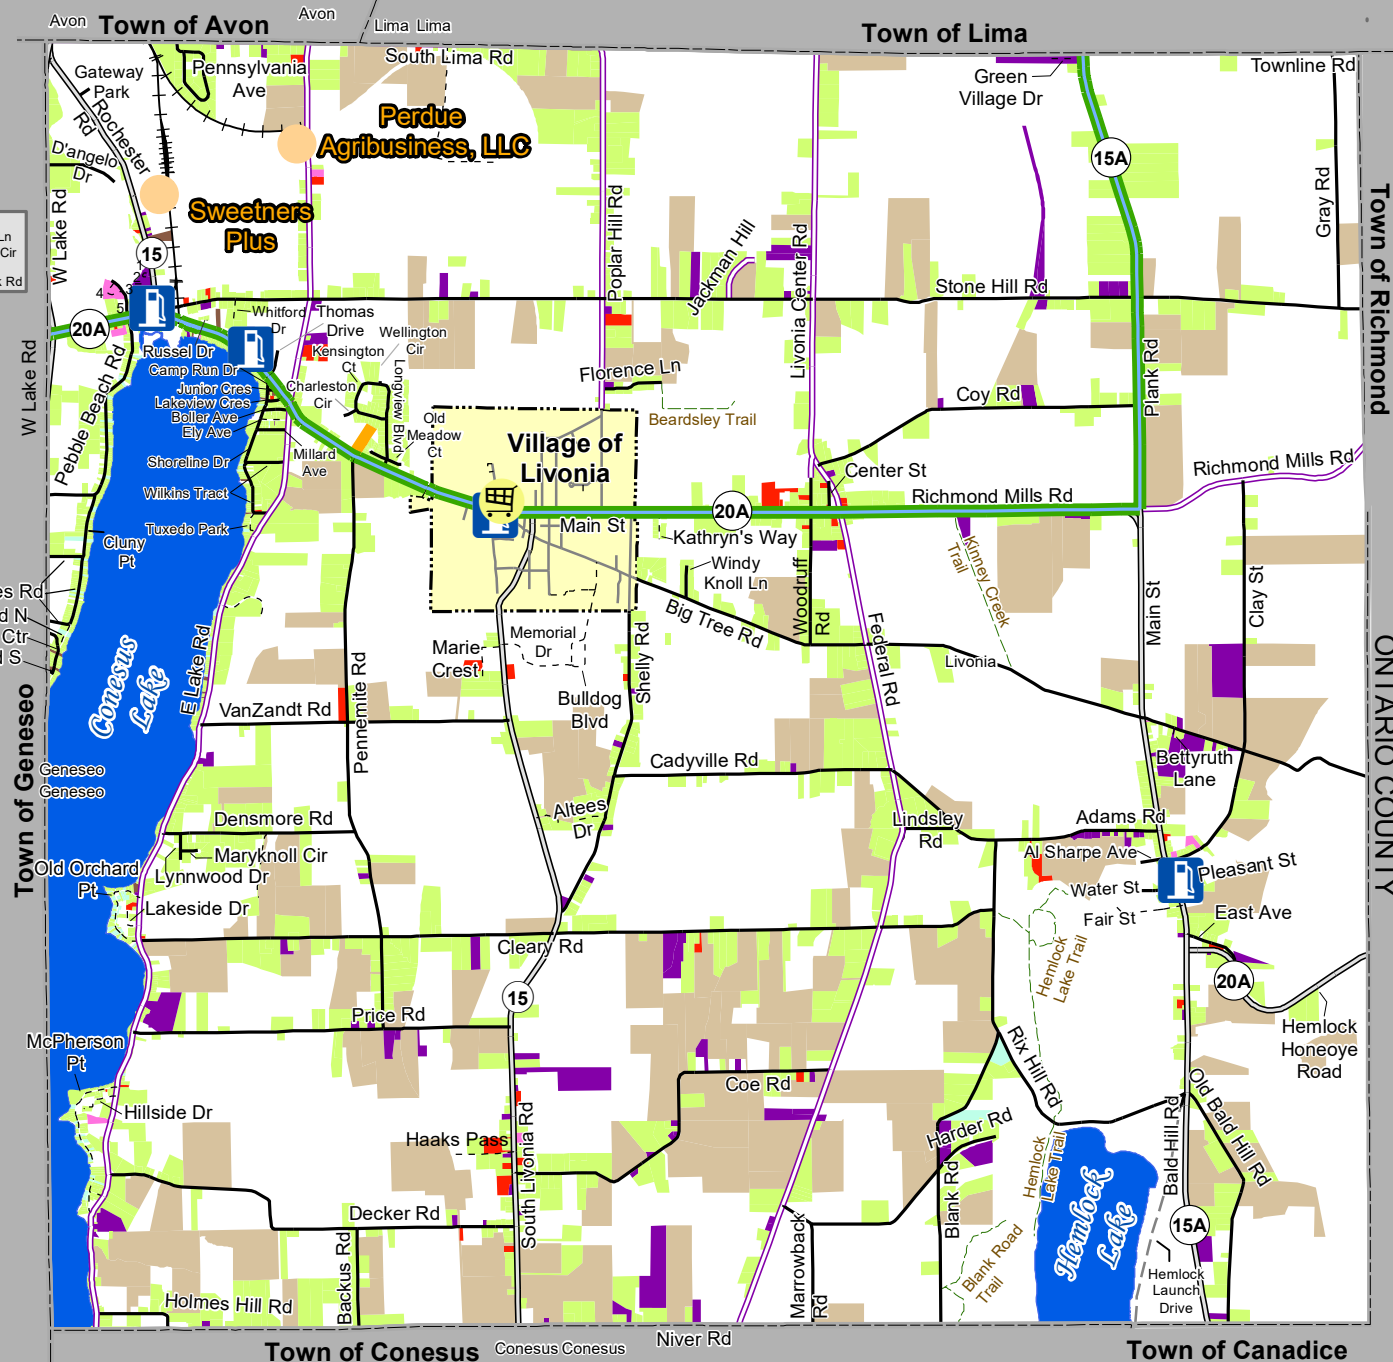 Avon
Town of Avon
Avon
Lima Lima
Town of Lima
Gateway
Park
Pennsylvania
Ave
South Lima Rd
Green
Village Dr
Townline Rd
Rochester
Rd
Perdue
Agribusiness, LLC
15A
D'angelo
Dr
W Lake Rd
Sweetners
Plus
Poplar Hill Rd
Gray Rd
Town of Richmond
Ln
Cir
Rd
15
Jackman Hill
Livonia Center Rd
Stone Hill Rd
2
3
4
5
20A
Whitford
Dr
Thomas
Drive
Wellington
Cir
Kensington
Ct
Russel Dr
Camp Run Dr
Junior Cres
Lakeview Cres
Boller Ave
Ely Ave
Charleston
Cir
Longview Blvd
Old
Meadow
Ct
Florence Ln
Beardsley Trail
Coy Rd
Plank Rd
W Lake Rd
Pebble Beach Rd
Shoreline Dr
Millard
Ave
Village of
Livonia
Center St
Richmond Mills Rd
Wilkins Tract
Tuxedo Park
Main St
20A
Richmond Mills Rd
Kathryn's Way
Windy
Knoll Ln
Woodruff
Rd
Kinney Creek
Trail
Cluny
Pt
es Rd
d N
Ctr
d S
Big Tree Rd
Main St
Clay St
Conesus
Lake
E Lake Rd
Marie
Crest
Memorial
Dr
Bulldog
Blvd
Shelly Rd
Federal Rd
Livonia
ONTARIO COUNTY
VanZandt Rd
Pennemite Rd
Town of Geneseo
Geneseo
Geneseo
Cadyville Rd
Bettyruth
Lane
Densmore Rd
Altees
Dr
Lindsley
Rd
Adams Rd
Maryknoll Cir
Lynnwood Dr
Al Sharpe Ave
Pleasant St
Old Orchard
Pt
Lakeside Dr
Water St
Fair St
East Ave
Cleary Rd
Hemlock
Lake Trail
15
20A
Price Rd
McPherson
Pt
Hemlock
Honeoye
Road
Rix Hill Rd
Coe Rd
Hillside Dr
Haaks Pass
South Livonia Rd
Harder Rd
Hemlock
Lake Trail
Bald Hill Rd
Old Bald Hill Rd
Blank Rd
Hemlock
Lake
Decker Rd
15A
Backus Rd
Marrowback
Rd
Blank Road
Trail
Hemlock
Launch
Drive
Holmes Hill Rd
Niver Rd
Town of Conesus
Conesus Conesus
Town of Canadice